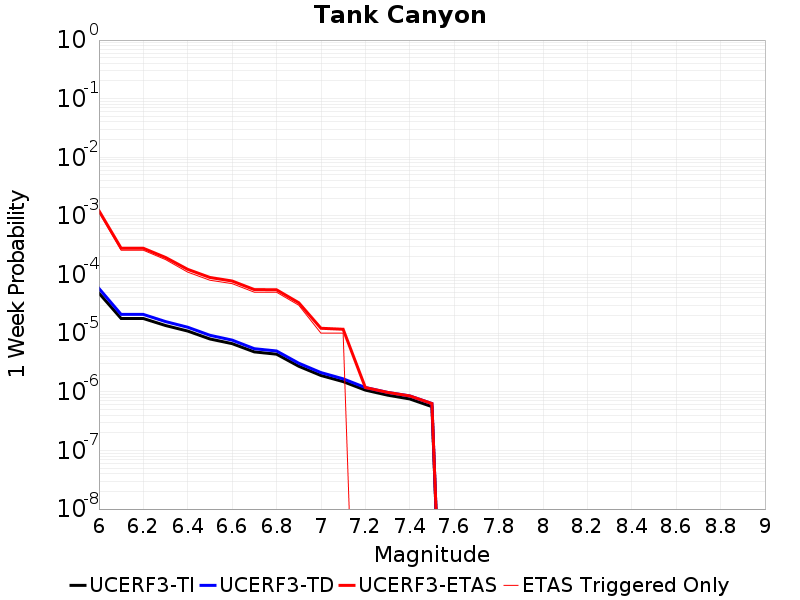 Tank Canyon
1 Week Probability
10^0
10^-1
10^-2
10^-3
10^-4
10^-5
10^-6
10^-7
10^-8
6 6.2 6.4 6.6 6.8 7 7.2 7.4 7.6 7.8 8 8.2 8.4 8.6 8.8 9
Magnitude
UCERF3-TI UCERF3-TD UCERF3-ETAS ETAS Triggered Only